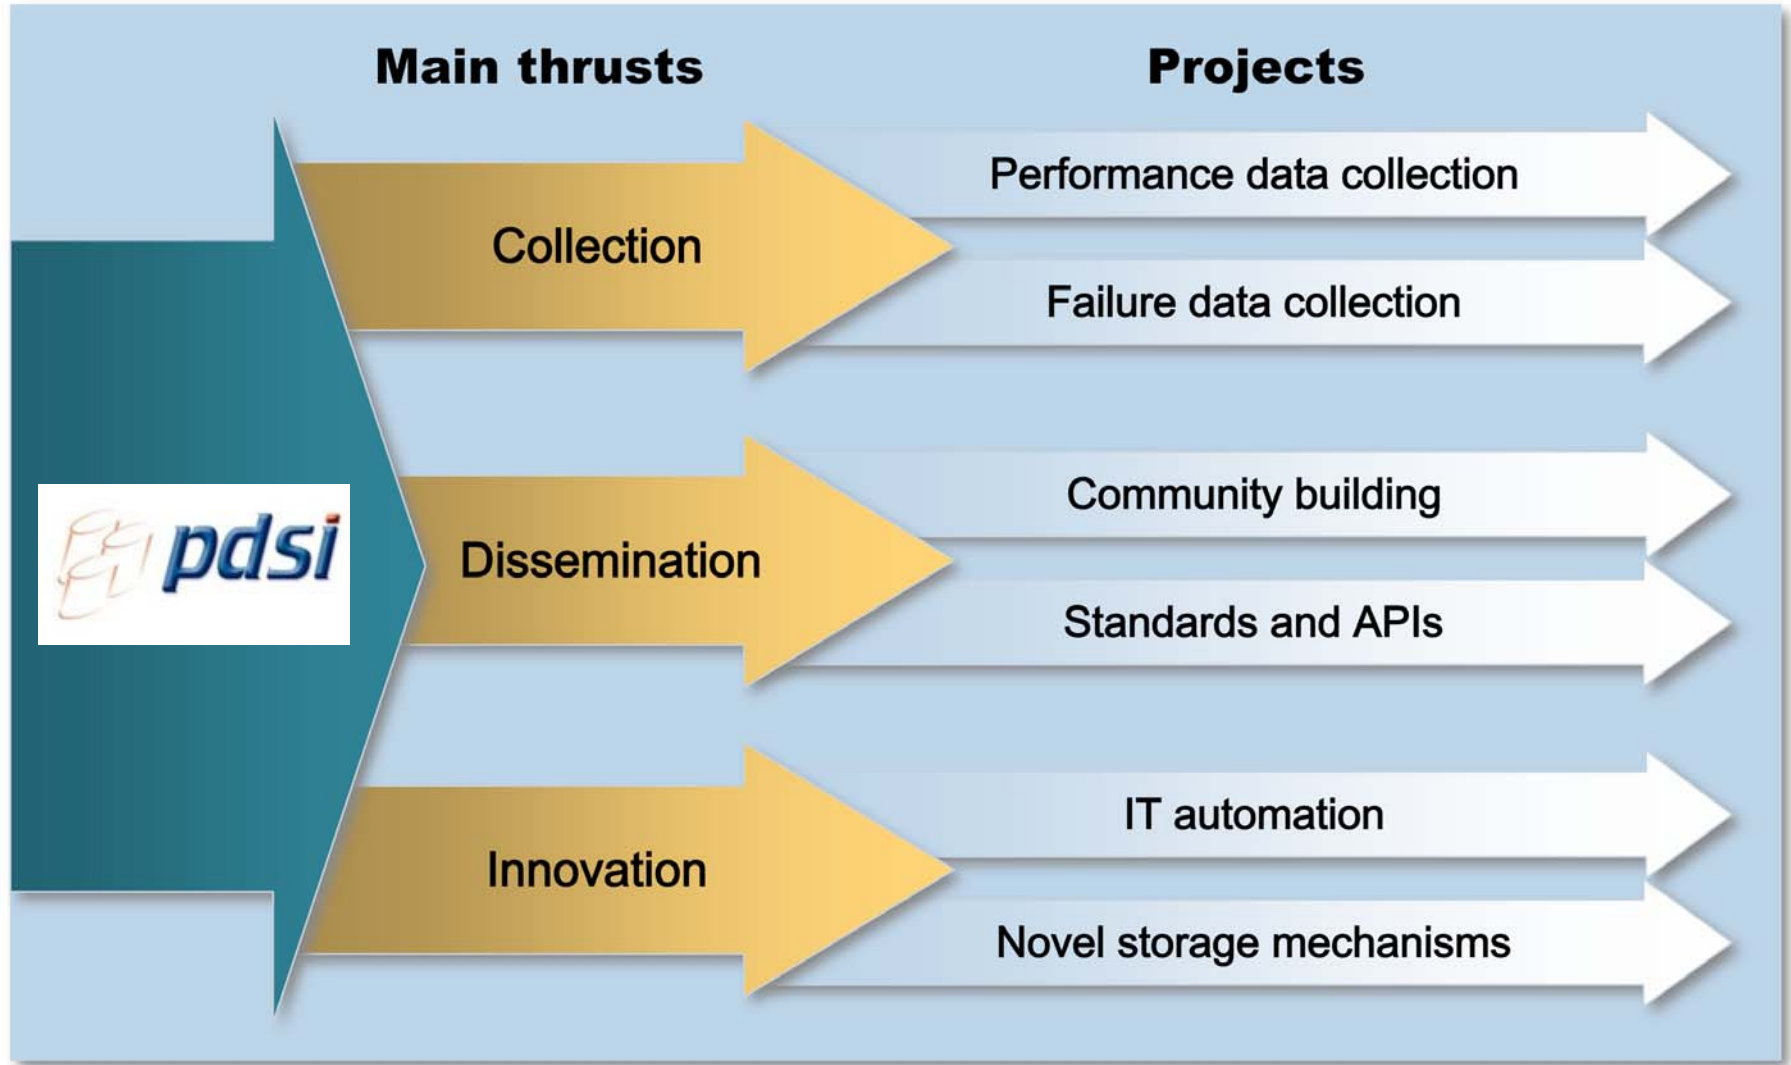 Main thrusts
Projects
Performance data collection
Collection
Failure data collection
Community building
pdsi
Dissemination
Standards and APIs
IT automation
Innovation
Novel storage mechanisms